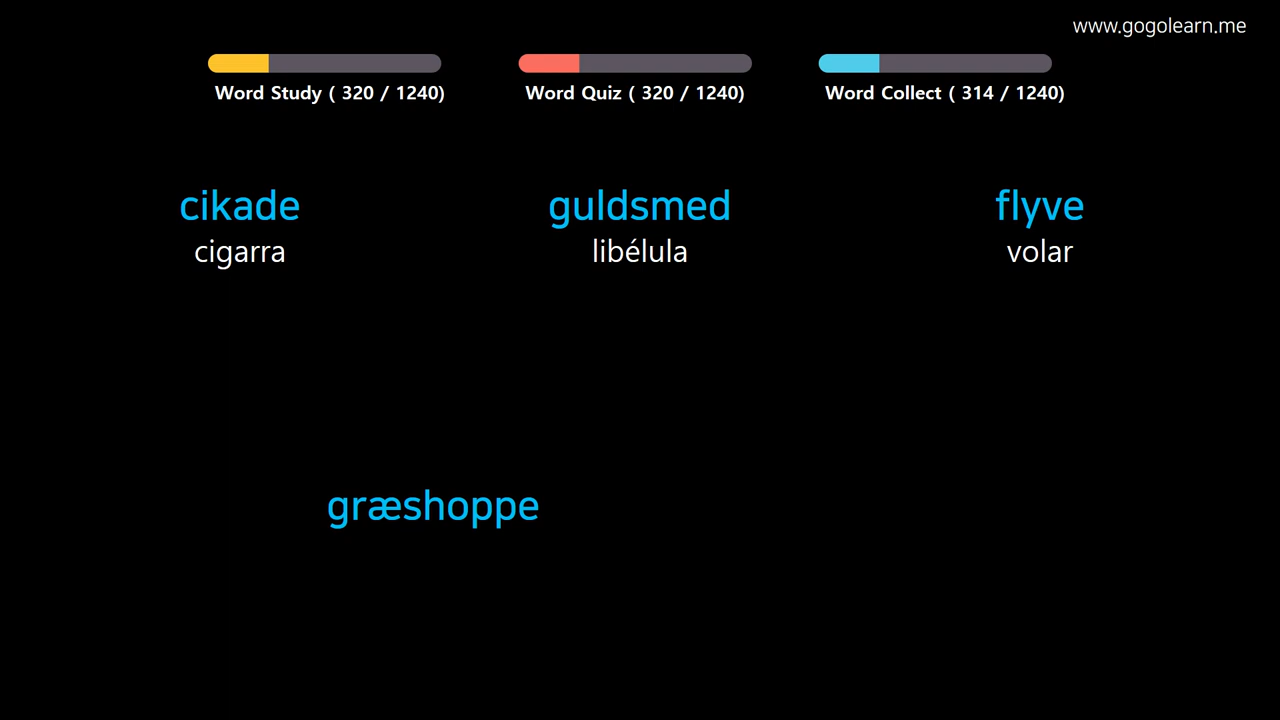 www.gogolearn.me
Word Study ( 320 / 1240)
Word Quiz ( 320 / 1240)
Word Collect ( 314 / 1240)
cikade
cigarra
guldsmed
libélula
flyve
volar
græshoppe